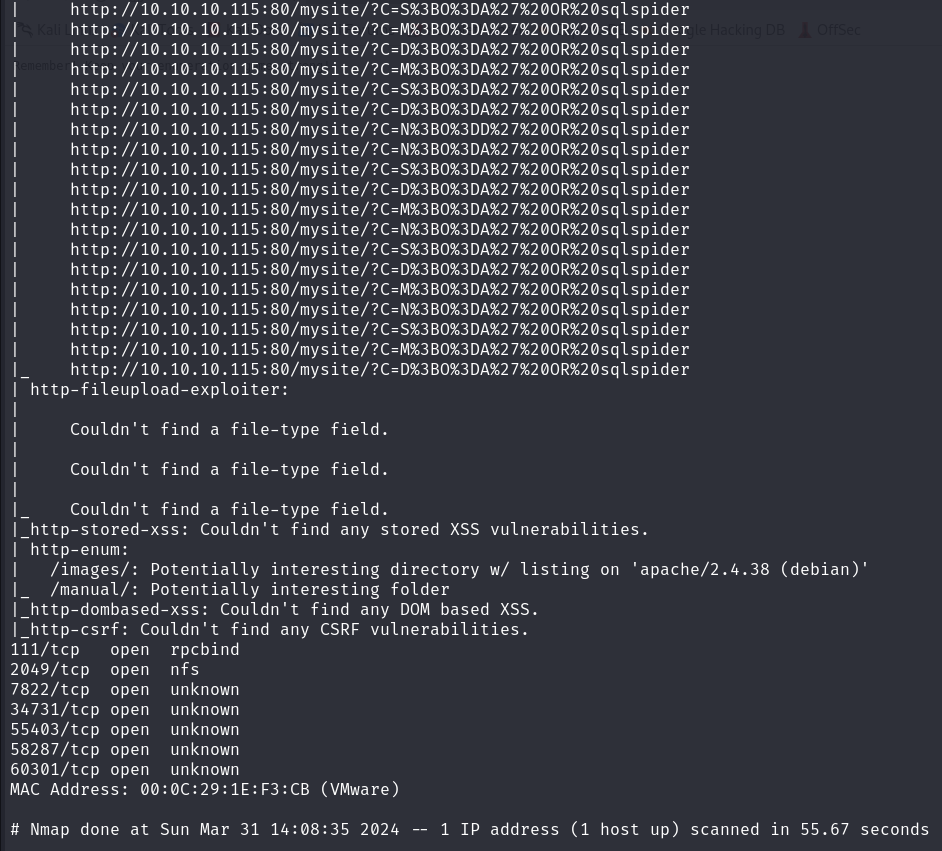 |     http://10.10.10.115:80/mysite/?C=S%3BO%3DA%27%20OR%20sqlspider
|     http://10.10.10.115:80/mysite/?C=M%3BO%3DA%27%20OR%20sqlspider
|     http://10.10.10.115:80/mysite/?C=D%3BO%3DA%27%20OR%20sqlspider
|     http://10.10.10.115:80/mysite/?C=M%3BO%3DA%27%20OR%20sqlspider
|     http://10.10.10.115:80/mysite/?C=S%3BO%3DA%27%20OR%20sqlspider
|     http://10.10.10.115:80/mysite/?C=D%3BO%3DA%27%20OR%20sqlspider
|     http://10.10.10.115:80/mysite/?C=N%3BO%3DD%27%20OR%20sqlspider
|     http://10.10.10.115:80/mysite/?C=N%3BO%3DA%27%20OR%20sqlspider
|     http://10.10.10.115:80/mysite/?C=S%3BO%3DA%27%20OR%20sqlspider
|     http://10.10.10.115:80/mysite/?C=D%3BO%3DA%27%20OR%20sqlspider
|     http://10.10.10.115:80/mysite/?C=M%3BO%3DA%27%20OR%20sqlspider
|     http://10.10.10.115:80/mysite/?C=N%3BO%3DA%27%20OR%20sqlspider
|     http://10.10.10.115:80/mysite/?C=S%3BO%3DA%27%20OR%20sqlspider
|     http://10.10.10.115:80/mysite/?C=D%3BO%3DA%27%20OR%20sqlspider
|     http://10.10.10.115:80/mysite/?C=M%3BO%3DA%27%20OR%20sqlspider
|     http://10.10.10.115:80/mysite/?C=N%3BO%3DA%27%20OR%20sqlspider
|     http://10.10.10.115:80/mysite/?C=S%3BO%3DA%27%20OR%20sqlspider
|     http://10.10.10.115:80/mysite/?C=M%3BO%3DA%27%20OR%20sqlspider
|_    http://10.10.10.115:80/mysite/?C=D%3BO%3DA%27%20OR%20sqlspider
| http-fileupload-exploiter:
|
|     Couldn't find a file-type field.
|
|     Couldn't find a file-type field.
|
|_    Couldn't find a file-type field.
|_http-stored-xss: Couldn't find any stored XSS vulnerabilities.
| http-enum:
|   /images/: Potentially interesting directory w/ listing on 'apache/2.4.38 (debian)'
|_  /manual/: Potentially interesting folder
|_http-dombased-xss: Couldn't find any DOM based XSS.
|_http-csrf: Couldn't find any CSRF vulnerabilities.
111/tcp   open  rpcbind
2049/tcp  open  nfs
7822/tcp  open  unknown
34731/tcp open  unknown
55403/tcp open  unknown
58287/tcp open  unknown
60301/tcp open  unknown
MAC Address: 00:0C:29:1E:F3:CB (VMware)
# Nmap done at Sun Mar 31 14:08:35 2024 -- 1 IP address (1 host up) scanned in 55.67 seconds
Kali
Hacking DB
OffSec